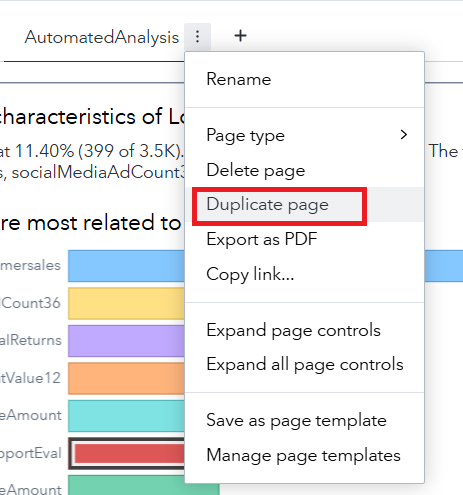 AutomatedAnalysis
Rename
characteristics of Lo
Page type
at 11.40% (399 of 3.5K). The
Delete page
s, socialMediaAdCount3
Duplicate page
re most related to
Export as PDF
mersales
Copy link...
dCount36
Expand page controls
alReturns
Expand all page controls
tValue12
Save as page template
eAmount
Manage page templates
pportEval
eAmount